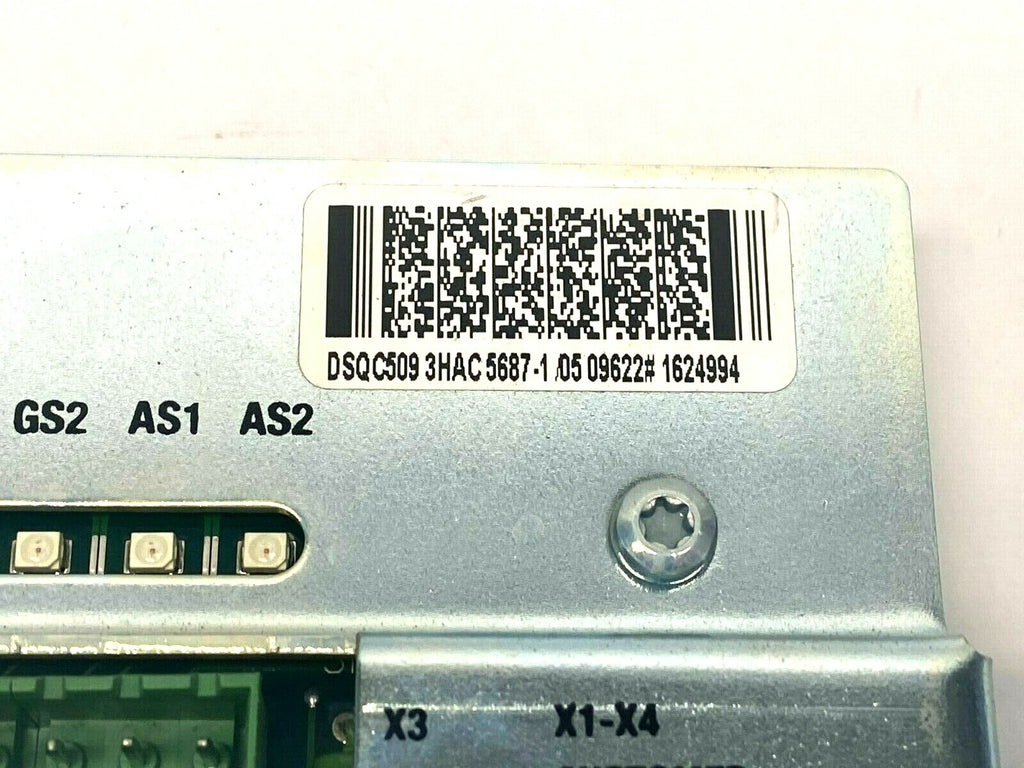 DSQC509 3HAC 5687-1 /05 09622# 1624994
GS2 AS1 AS2
X3 X1-X4